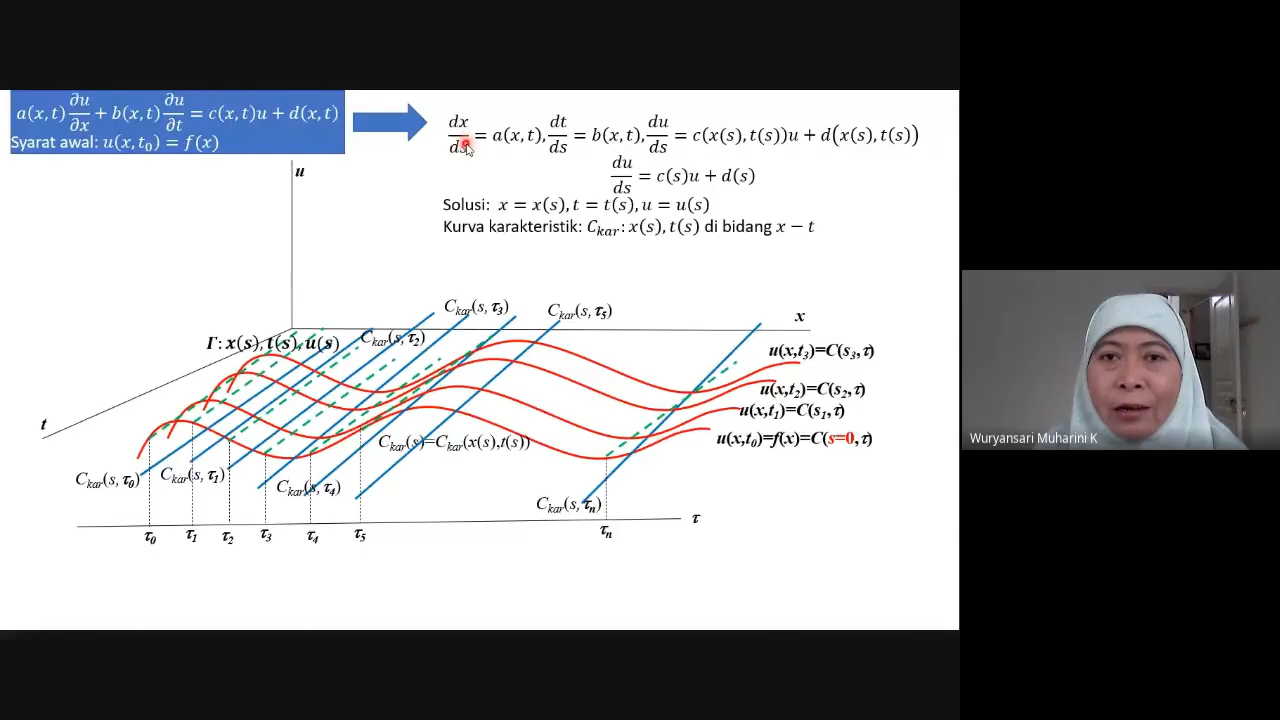 a(x,t) ∂u/∂x + b(x,t) ∂u/∂t = c(x,t)u + d(x,t)
Syarat awal: u(x,t₀) = f(x)
dx/ds = a(x,t), dt/ds = b(x,t), du/ds = c(x(s),t(s))u + d(x(s),t(s))
du/ds = c(s)u + d(s)
Solusi: x = x(s), t = t(s), u = u(s)
Kurva karakteristik: C_kar: x(s), t(s) di bidang x − t
u
C_kar(s,τ₃)
C_kar(s,τ₅)
x
Γ: x(s), t(s), u(s)
C_kar(s,τ₂)
u(x,t₃)=C(s₃,τ)
u(x,t₂)=C(s₂,τ)
u(x,t₁)=C(s₁,τ)
t
C_kar(s)=C_kar(x(s),t(s))
u(x,t₀)=f(x)=C(s=0,τ)
C_kar(s,τ₀)
C_kar(s,τ₁)
C_kar(s,τ₄)
C_kar(s,τₙ)
τ
τ₀ τ₁ τ₂ τ₃ τ₄ τ₅ τₙ
Wuryansari Muharini K